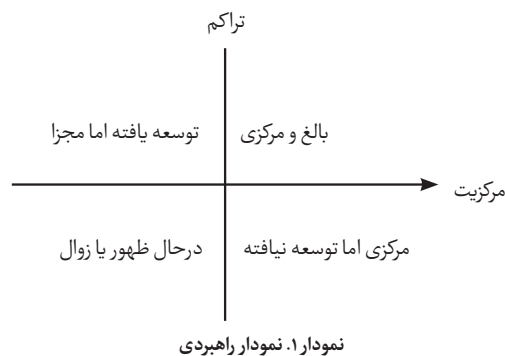 تراکم
بالغ و مرکزی
توسعه یافته اما مجزا
مرکزیت
مرکزی اما توسعه نیافته
درحال ظهور یا زوال
نمودار ۱. نمودار راهبردی